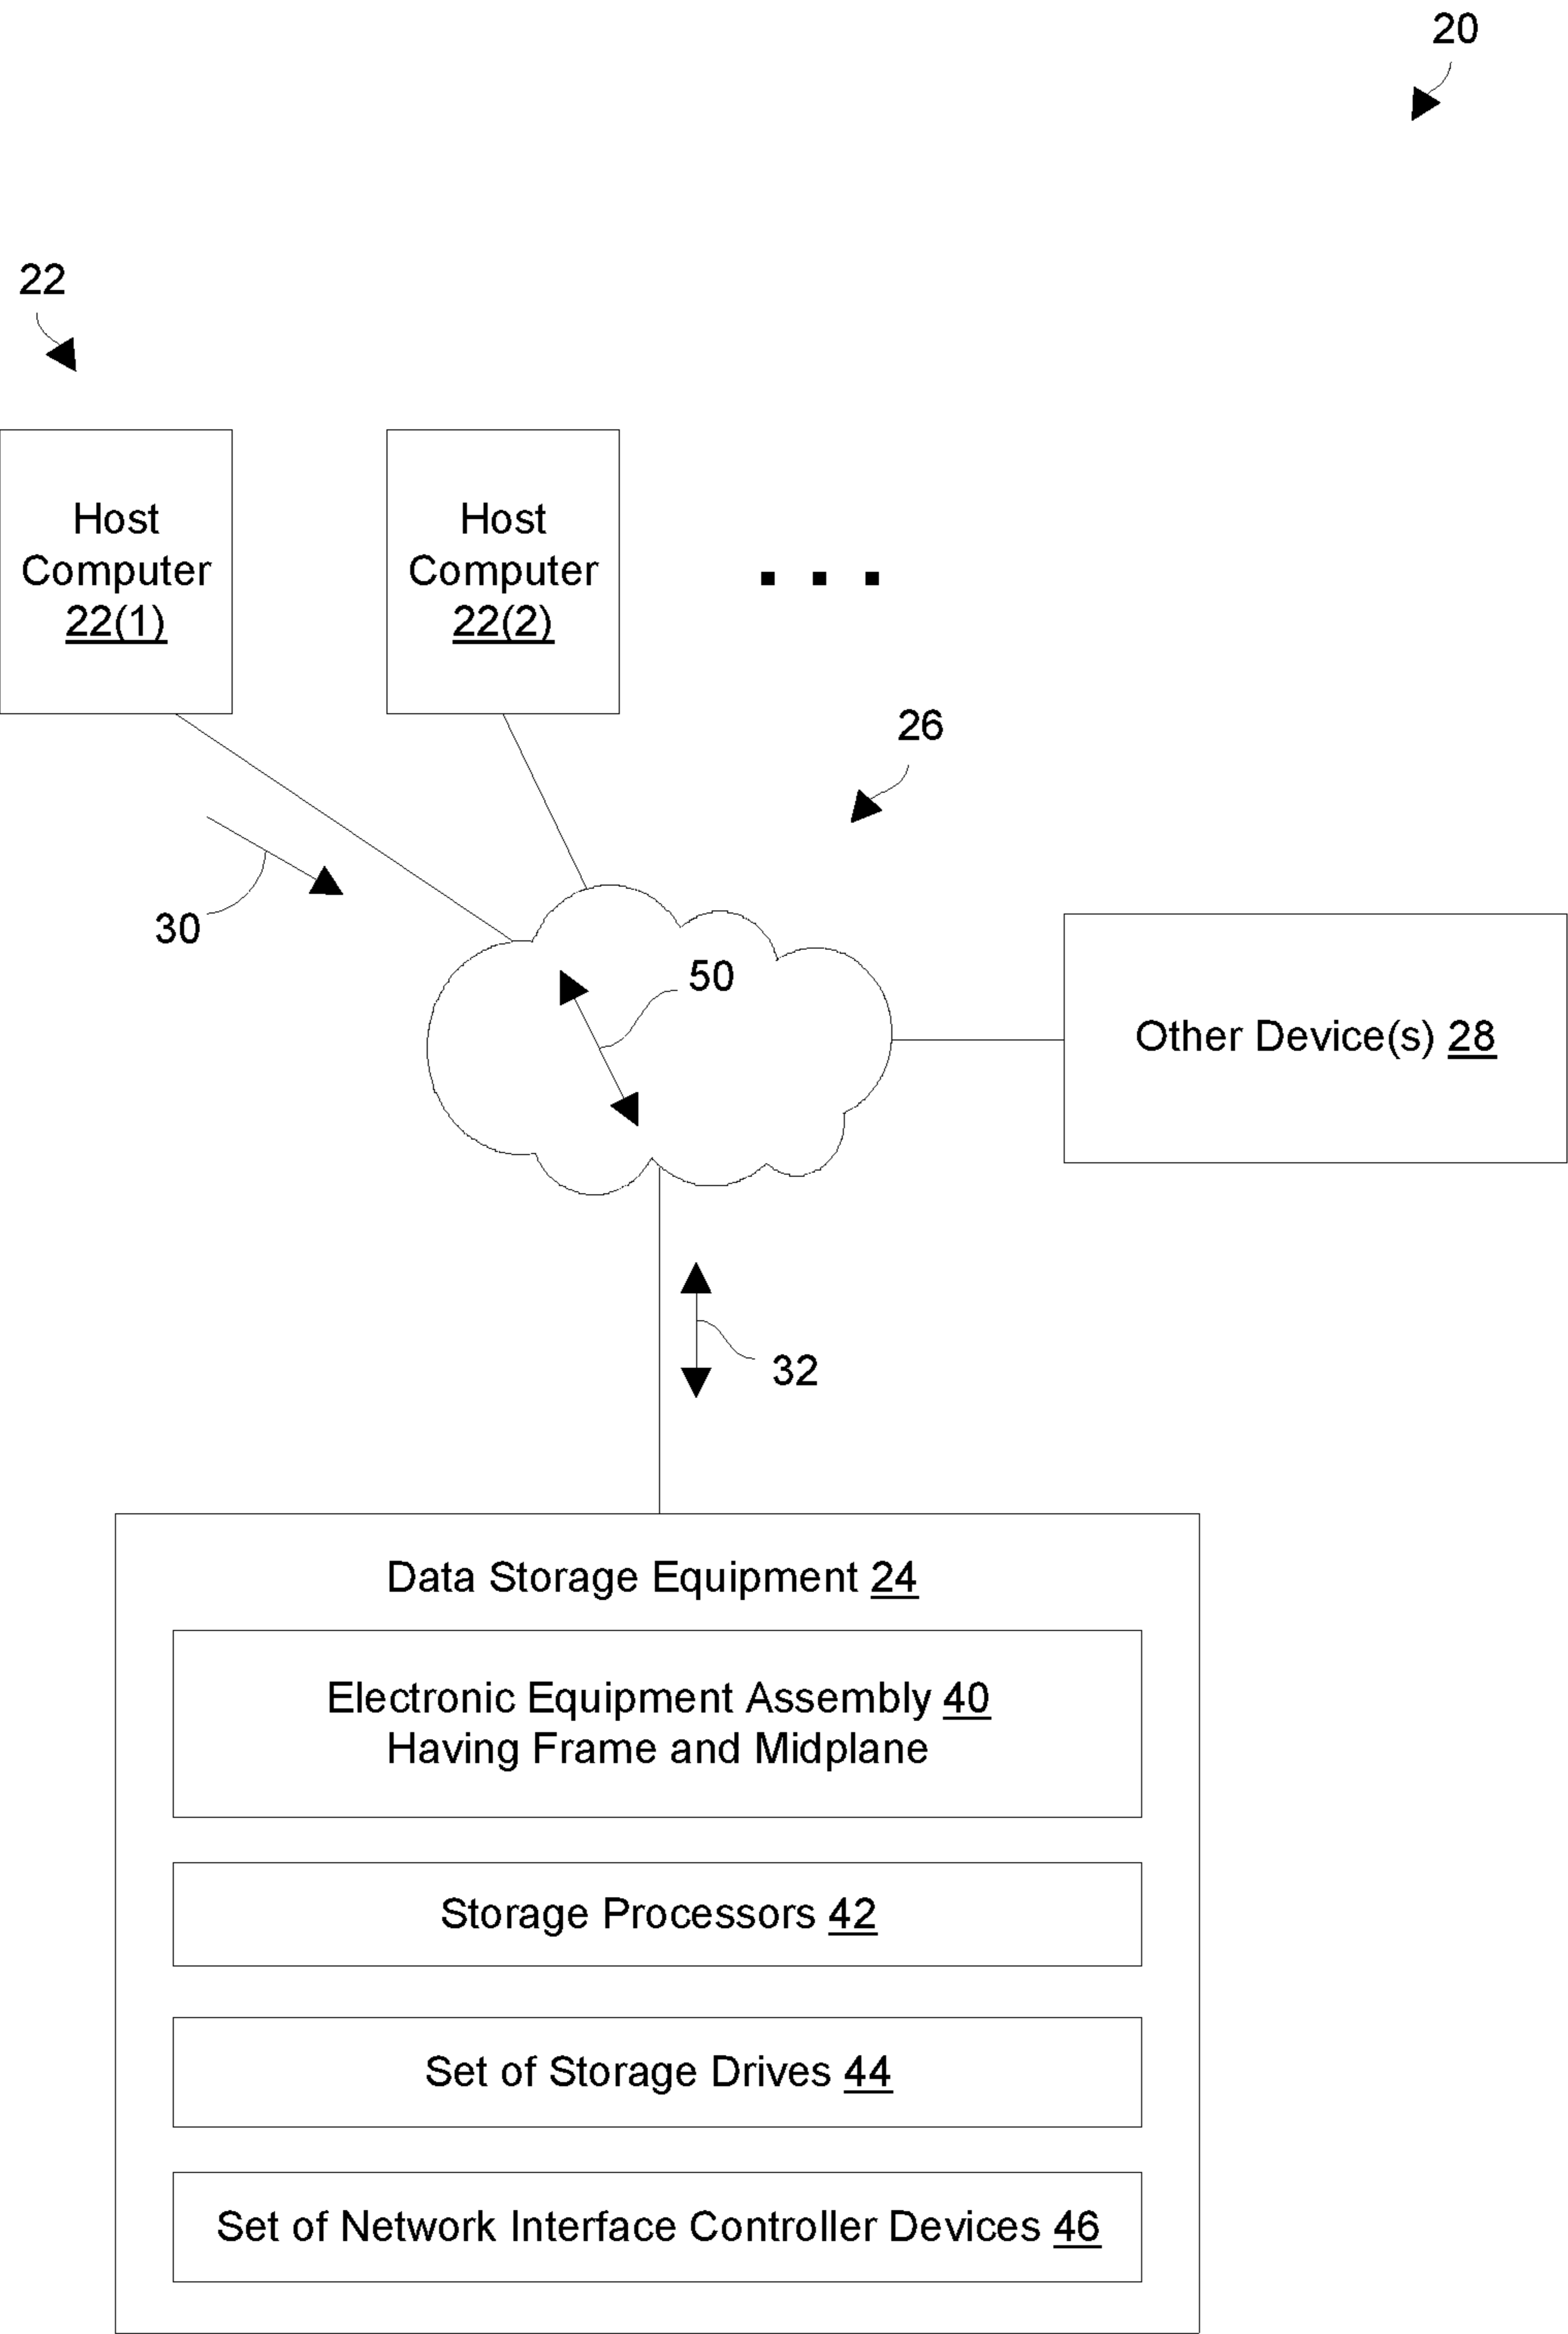 20
22
Host
Computer
22(1)
Host
Computer
22(2)
. . .
26
30
50
Other Device(s) 28
32
Data Storage Equipment 24
Electronic Equipment Assembly 40
Having Frame and Midplane
Storage Processors 42
Set of Storage Drives 44
Set of Network Interface Controller Devices 46